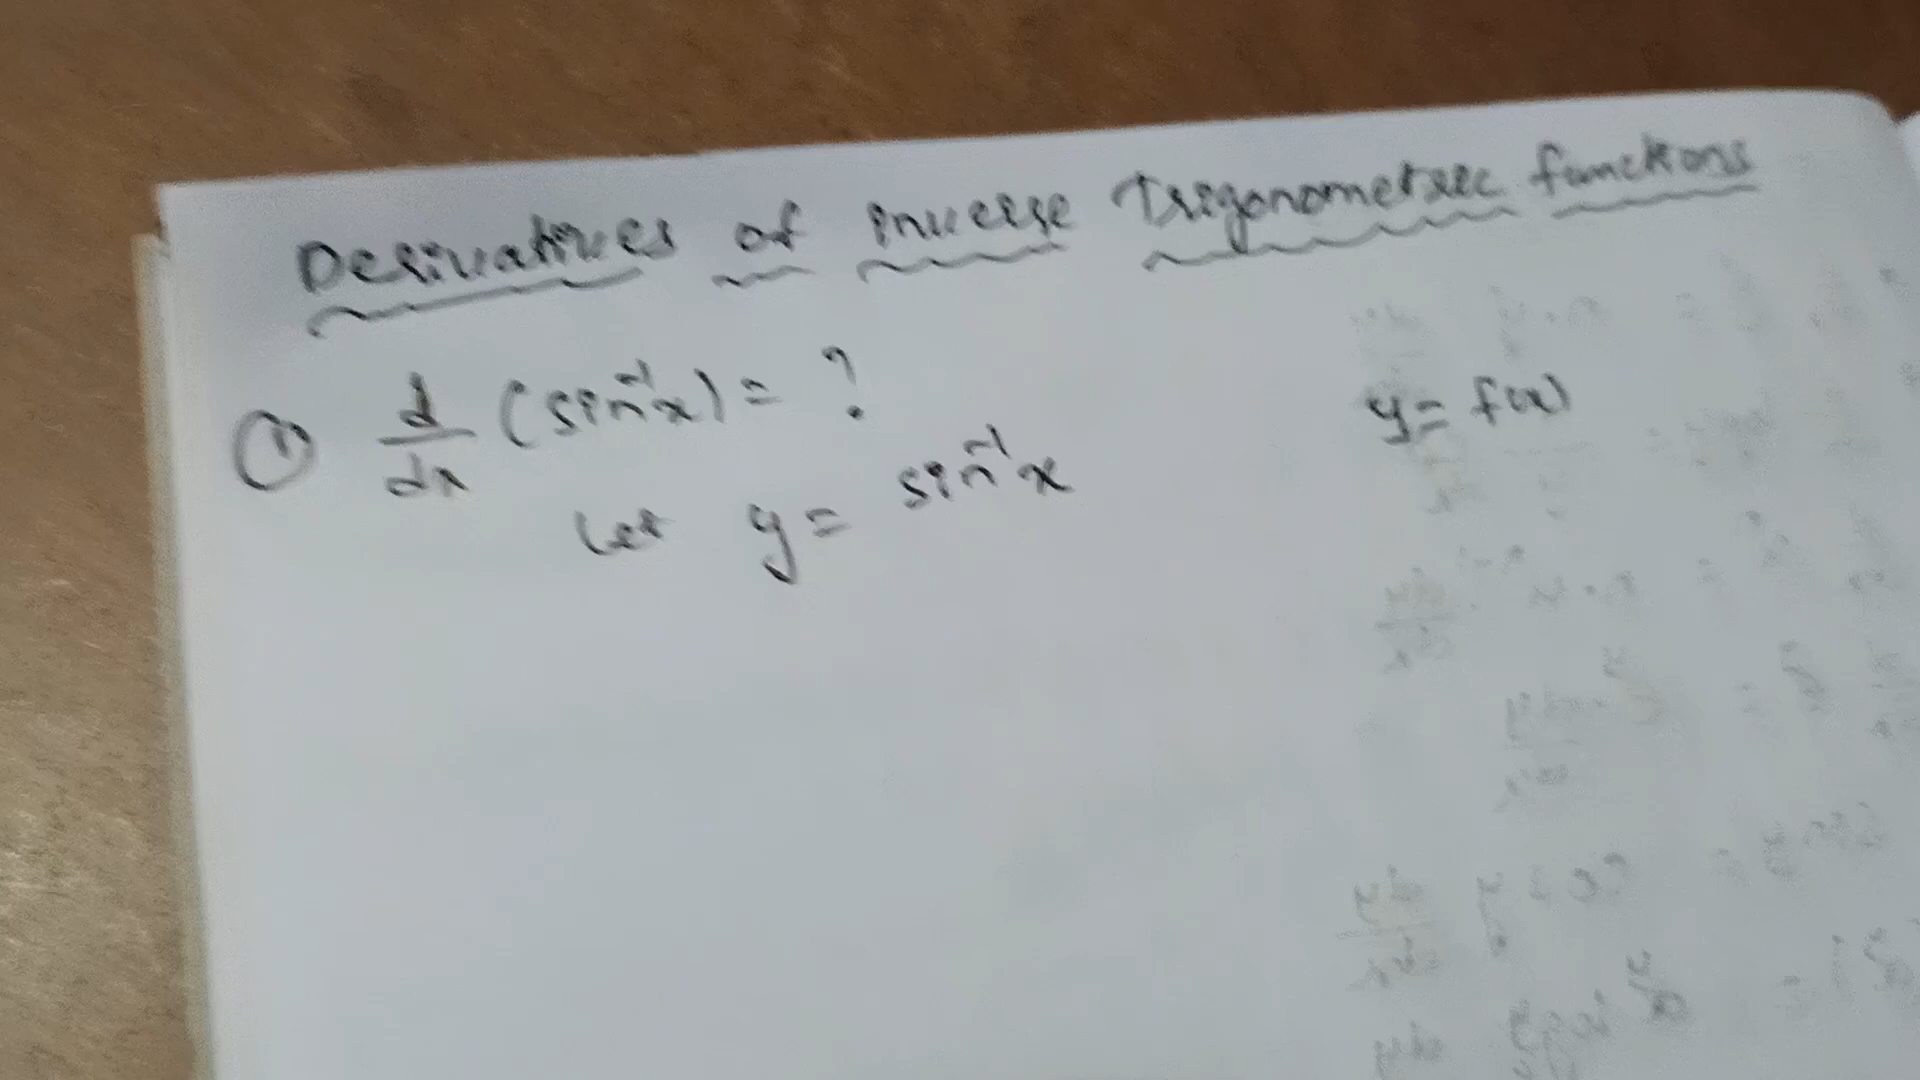 Derivatives of inverse Trigonometric functions
① d/dx (sin⁻¹x) = ?
y = f(x)
Let y = sin⁻¹x